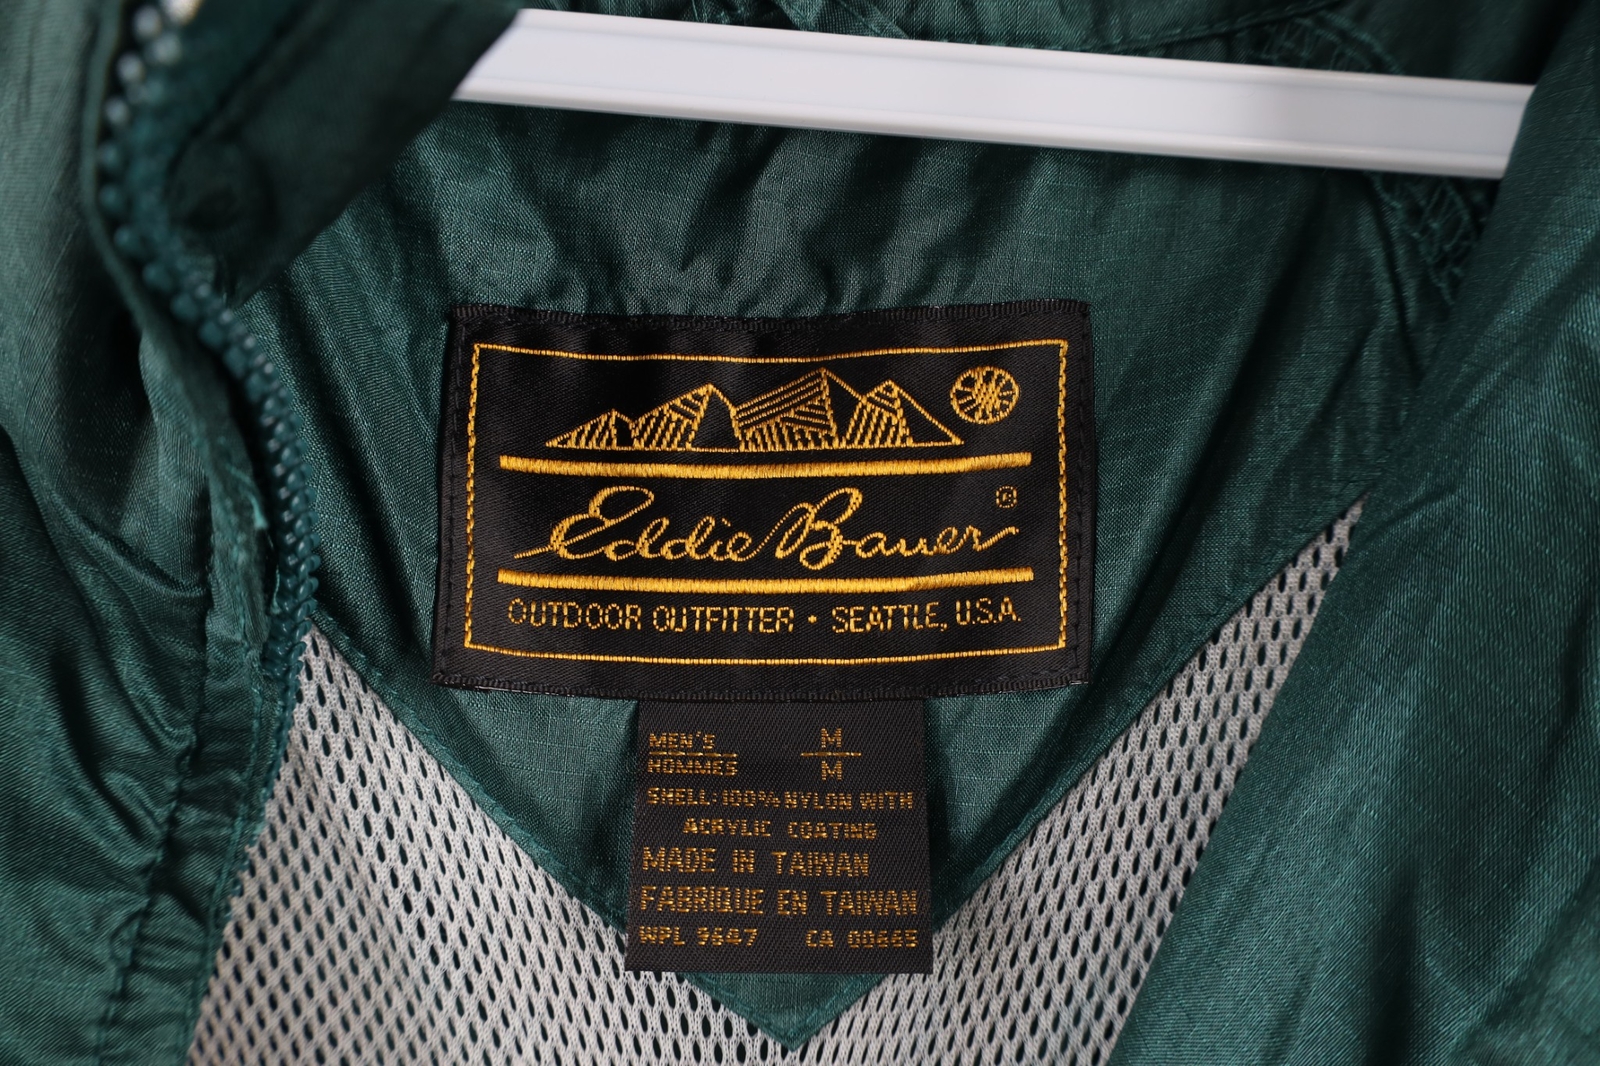 Eddie Bauer®
OUTDOOR OUTFITTER • SEATTLE, U.S.A.
MEN'S M
HOMMES M
SHELL: 100% NYLON WITH
ACRYLIC COATING
MADE IN TAIWAN
FABRIQUE EN TAIWAN
WPL 9647 CA 00665